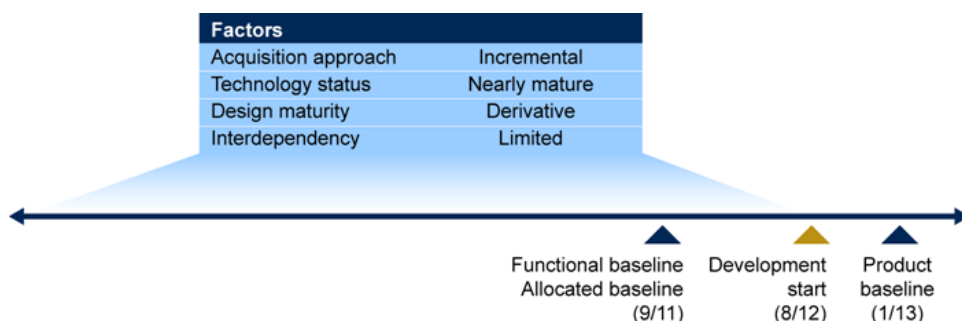 Factors
Acquisition approach Incremental
Technology status Nearly mature
Design maturity Derivative
Interdependency Limited
Functional baseline Development Product
Allocated baseline start baseline
(9/11) (8/12) (1/13)